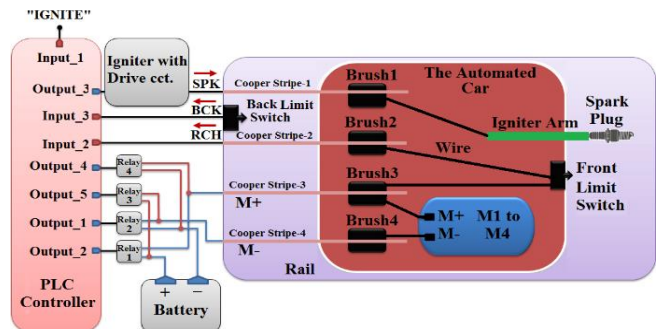 "IGNITE"
Input_1
Output_3
Input_3
Input_2
Output_4
Output_5
Output_1
Output_2
PLC
Controller
Igniter with
Drive cct.
SPK
BCK
RCH
Back Limit
Switch
Relay
4
Relay
3
Relay
2
Relay
1
+ −
Battery
Cooper Stripe-1
Cooper Stripe-2
Cooper Stripe-3
M+
Cooper Stripe-4
M-
Rail
Brush1
Brush2
Brush3
Brush4
The Automated
Car
Igniter Arm
Wire
M+ M1 to
M- M4
Spark
Plug
Front
Limit
Switch